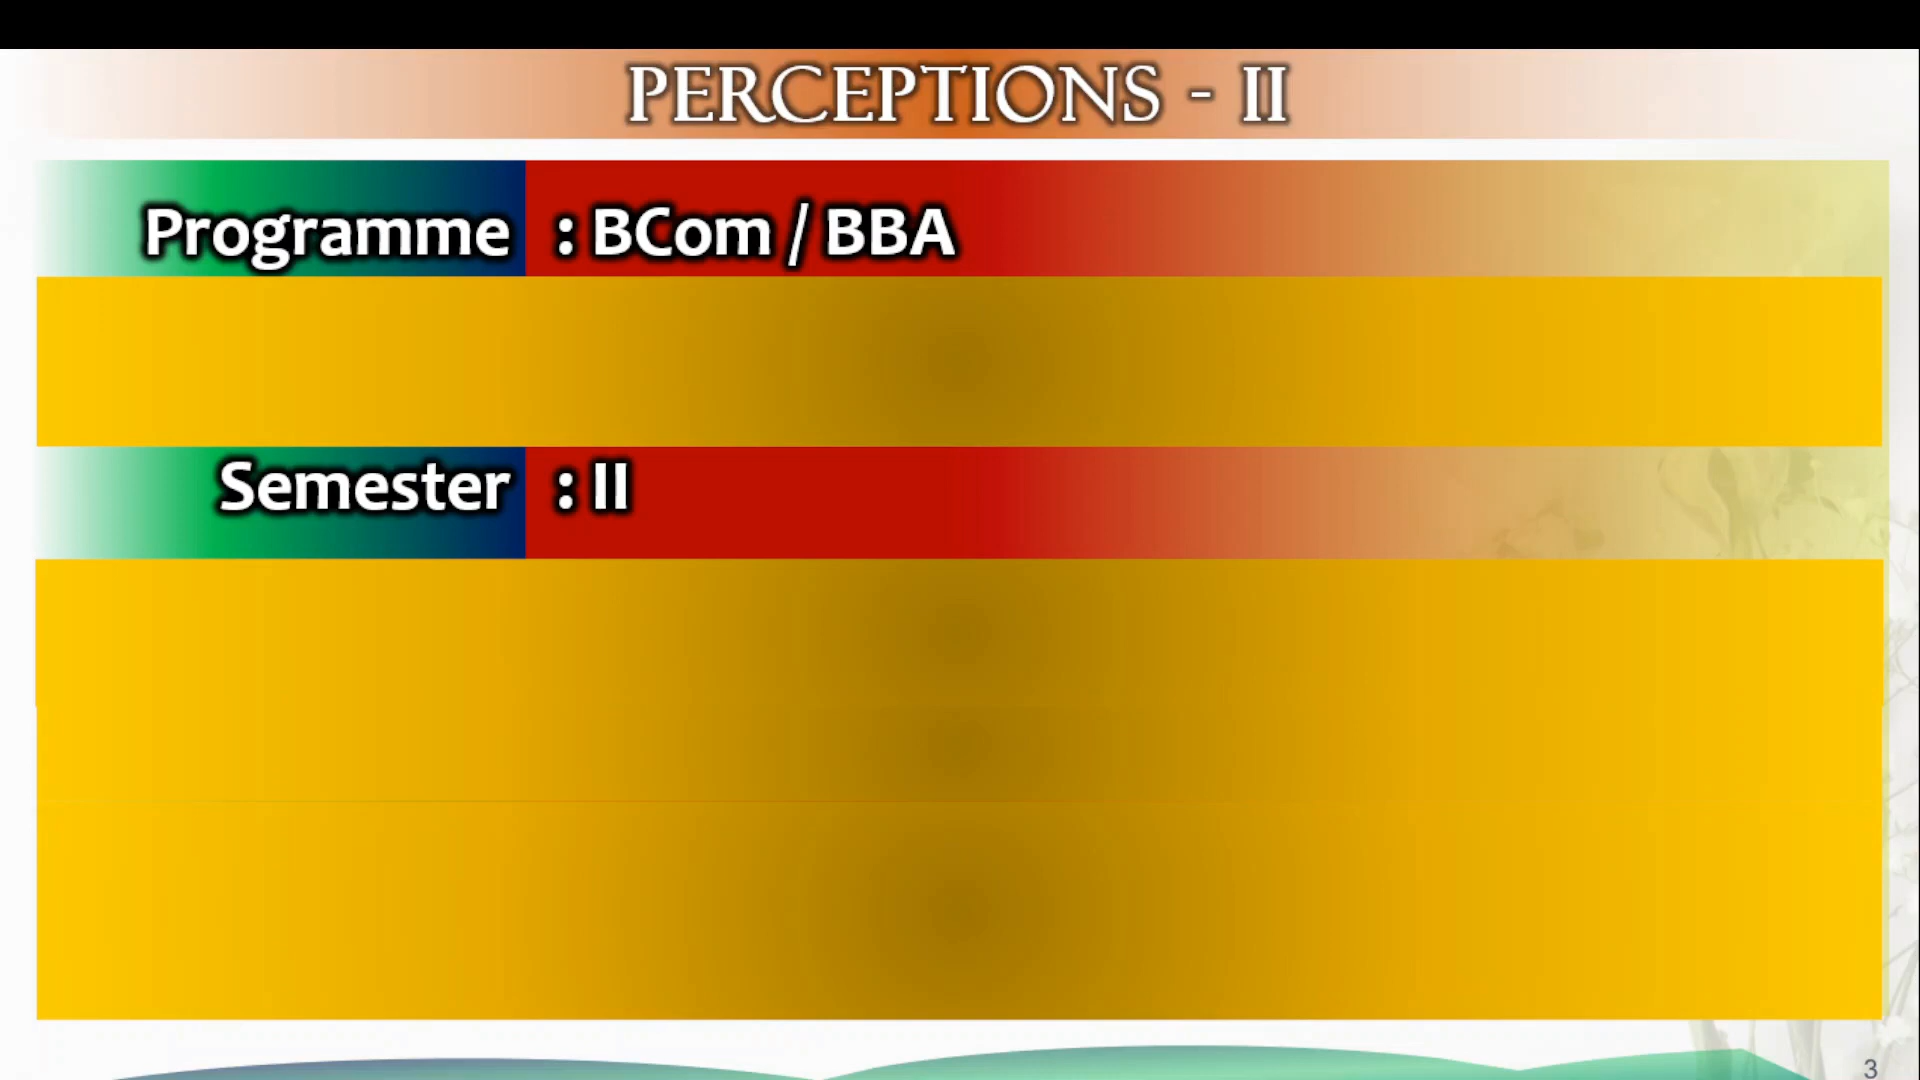 PERCEPTIONS - II
Programme : BCom / BBA
Semester : II
3